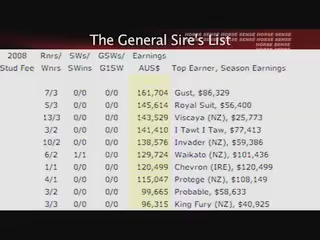 HORSE SENSE
The General Sire's List
HORSE SENSE
2008 Rnrs/ SWs/ GSWs/ Earnings
Stud Fee Wnrs SWins G1SW AUS$ Top Earner, Season Earnings
7/3 0/0 0/0 161,704 Gust, $86,329
5/3 0/0 0/0 145,614 Royal Suit, $56,400
13/3 0/0 0/0 143,529 Viscaya (NZ), $25,773
3/2 0/0 0/0 141,410 I Tawt I Taw, $77,413
10/2 0/0 0/0 138,576 Invader (NZ), $59,386
6/2 1/1 0/0 129,724 Waikato (NZ), $101,436
1/1 0/0 0/0 120,499 Chevron (IRE), $120,499
4/1 0/0 0/0 115,047 Protege (NZ), $108,149
3/2 0/0 0/0 99,665 Probable, $58,633
3/3 0/0 0/0 96,315 King Fury (NZ), $40,925